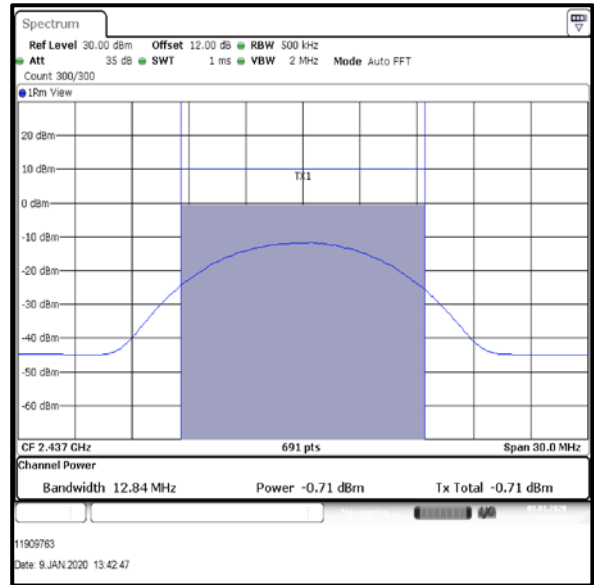 Spectrum
Ref Level 30.00 dBm Offset 12.00 dB RBW 500 kHz
Att 35 dB SWT 1 ms VBW 2 MHz Mode Auto FFT
Count 300/300
1Rm View
20 dBm
10 dBm
TX1
0 dBm
-10 dBm
-20 dBm
-30 dBm
-40 dBm
-50 dBm
-60 dBm
CF 2.437 GHz 691 pts Span 30.0 MHz
Channel Power
Bandwidth 12.84 MHz Power -0.71 dBm Tx Total -0.71 dBm
11909763
Date: 9.JAN.2020 13:42:47